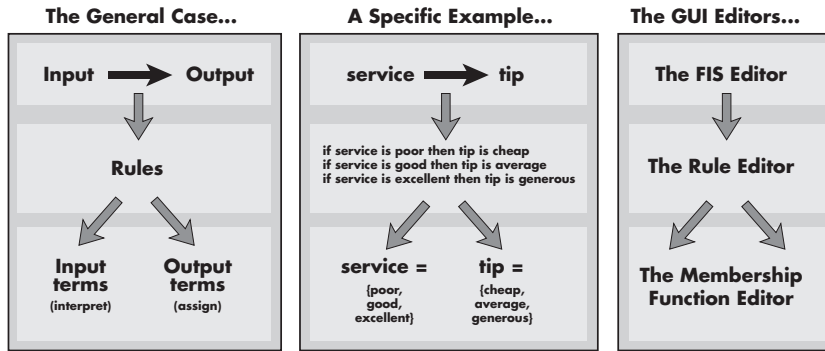 The General Case...
Input Output
Rules
Input Output
terms terms
(interpret) (assign)
A Specific Example...
service tip
if service is poor then tip is cheap
if service is good then tip is average
if service is excellent then tip is generous
service = tip =
{poor, {cheap,
good, average,
excellent} generous}
The GUI Editors...
The FIS Editor
The Rule Editor
The Membership
Function Editor